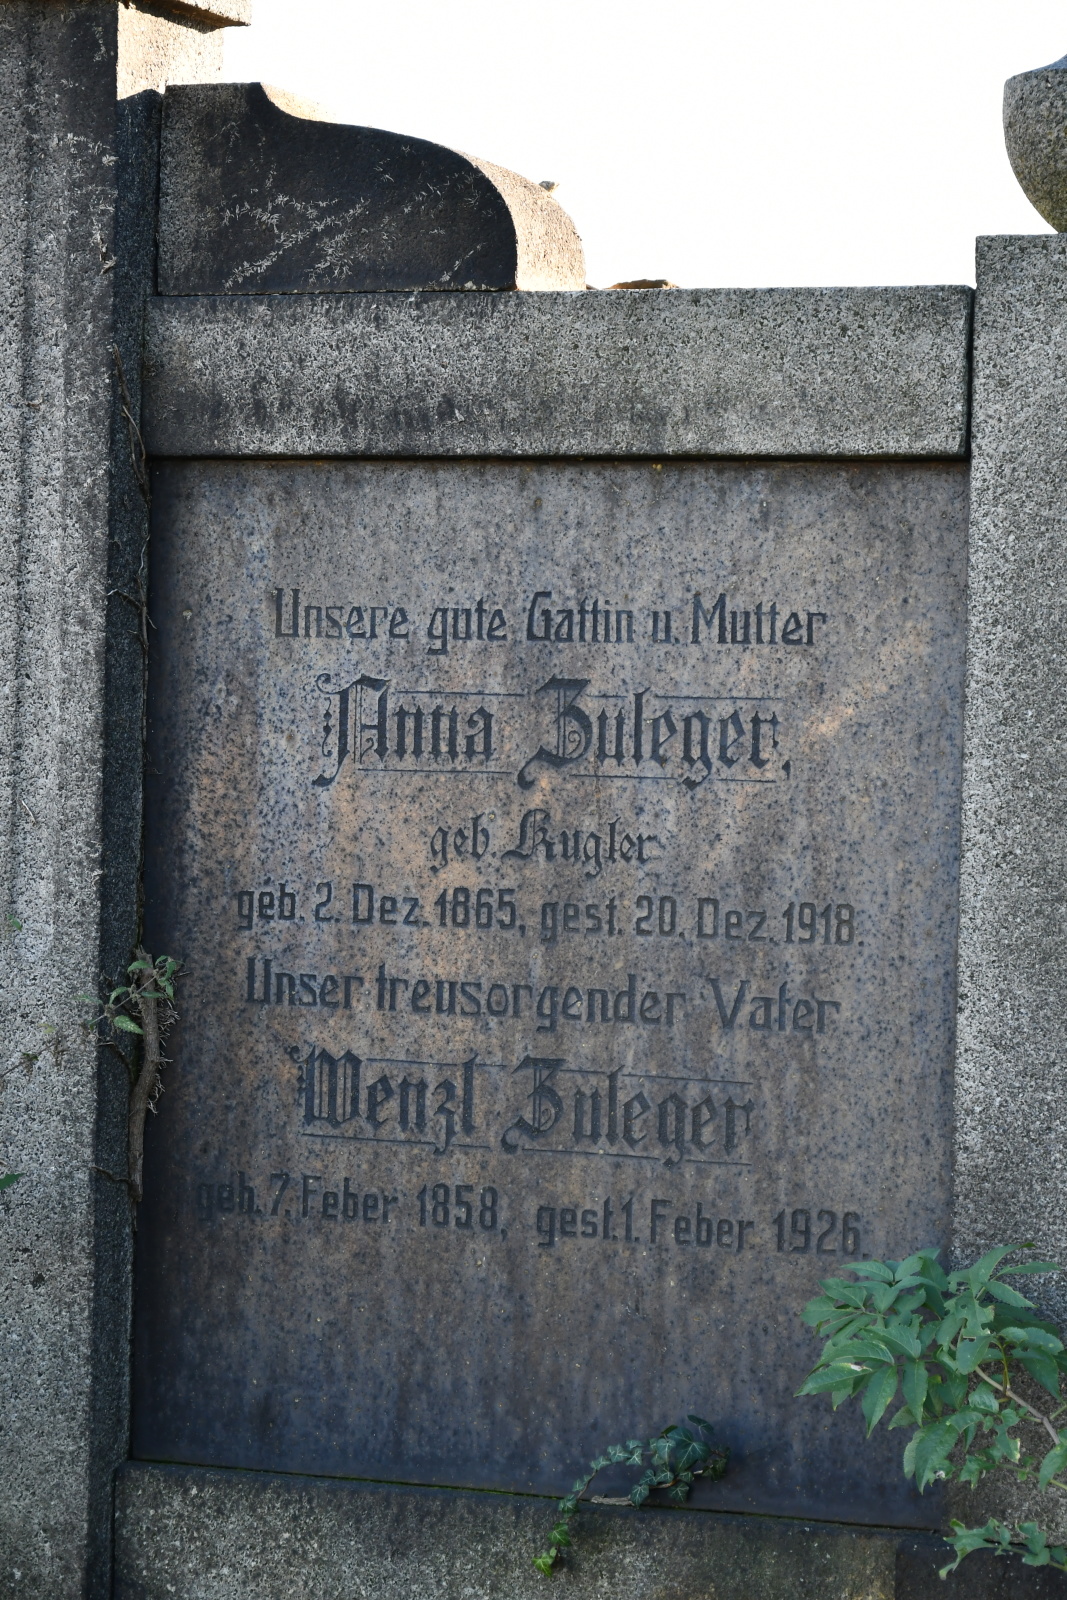 Unsere gute Gattin u. Mutter
Anna Zuleger,
geb. Kugler
geb. 2. Dez. 1865, gest. 20. Dez. 1918.
Unser treusorgender Vater
Wenzl Zuleger
geb. 7. Feber 1858, gest. 1. Feber 1926.